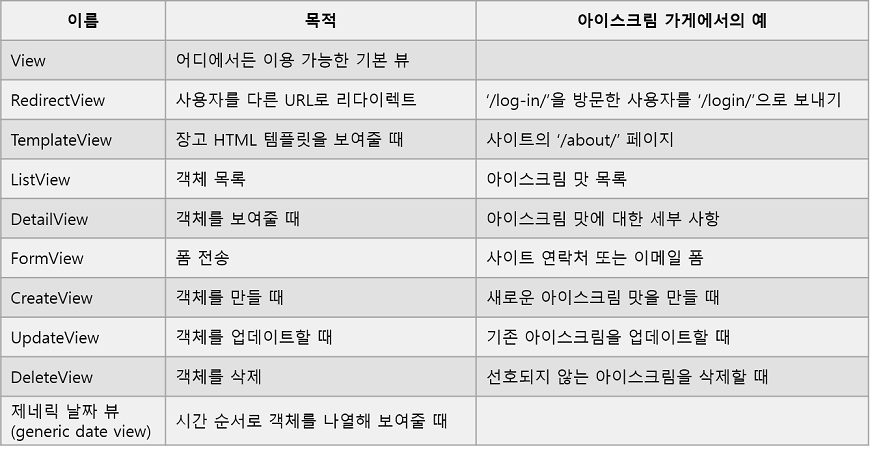 이름 목적 아이스크림 가게에서의 예
View 어디에서든 이용 가능한 기본 뷰
RedirectView 사용자를 다른 URL로 리다이렉트 ‘/log-in/’을 방문한 사용자를 ‘/login/’으로 보내기
TemplateView 장고 HTML 템플릿을 보여줄 때 사이트의 ‘/about/’ 페이지
ListView 객체 목록 아이스크림 맛 목록
DetailView 객체를 보여줄 때 아이스크림 맛에 대한 세부 사항
FormView 폼 전송 사이트 연락처 또는 이메일 폼
CreateView 객체를 만들 때 새로운 아이스크림 맛을 만들 때
UpdateView 객체를 업데이트할 때 기존 아이스크림을 업데이트할 때
DeleteView 객체를 삭제 선호되지 않는 아이스크림을 삭제할 때
제네릭 날짜 뷰
(generic date view) 시간 순서로 객체를 나열해 보여줄 때